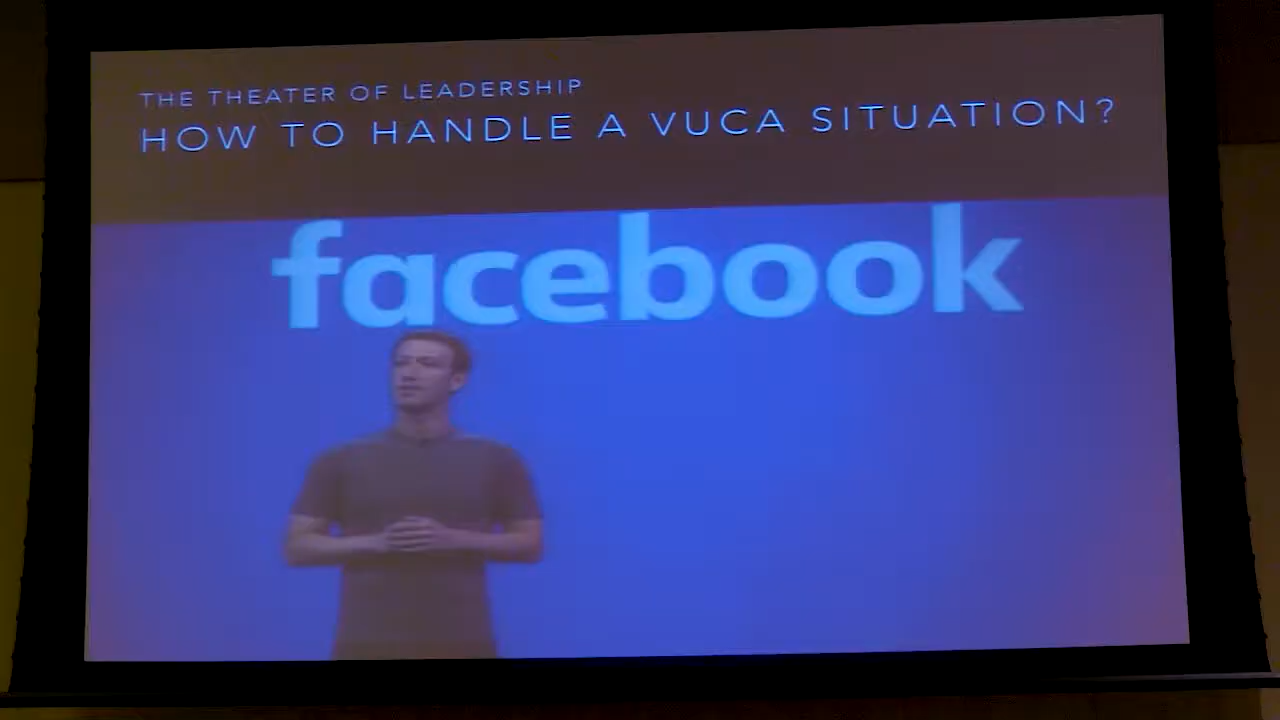 THE THEATER OF LEADERSHIP
HOW TO HANDLE A VUCA SITUATION?
facebook